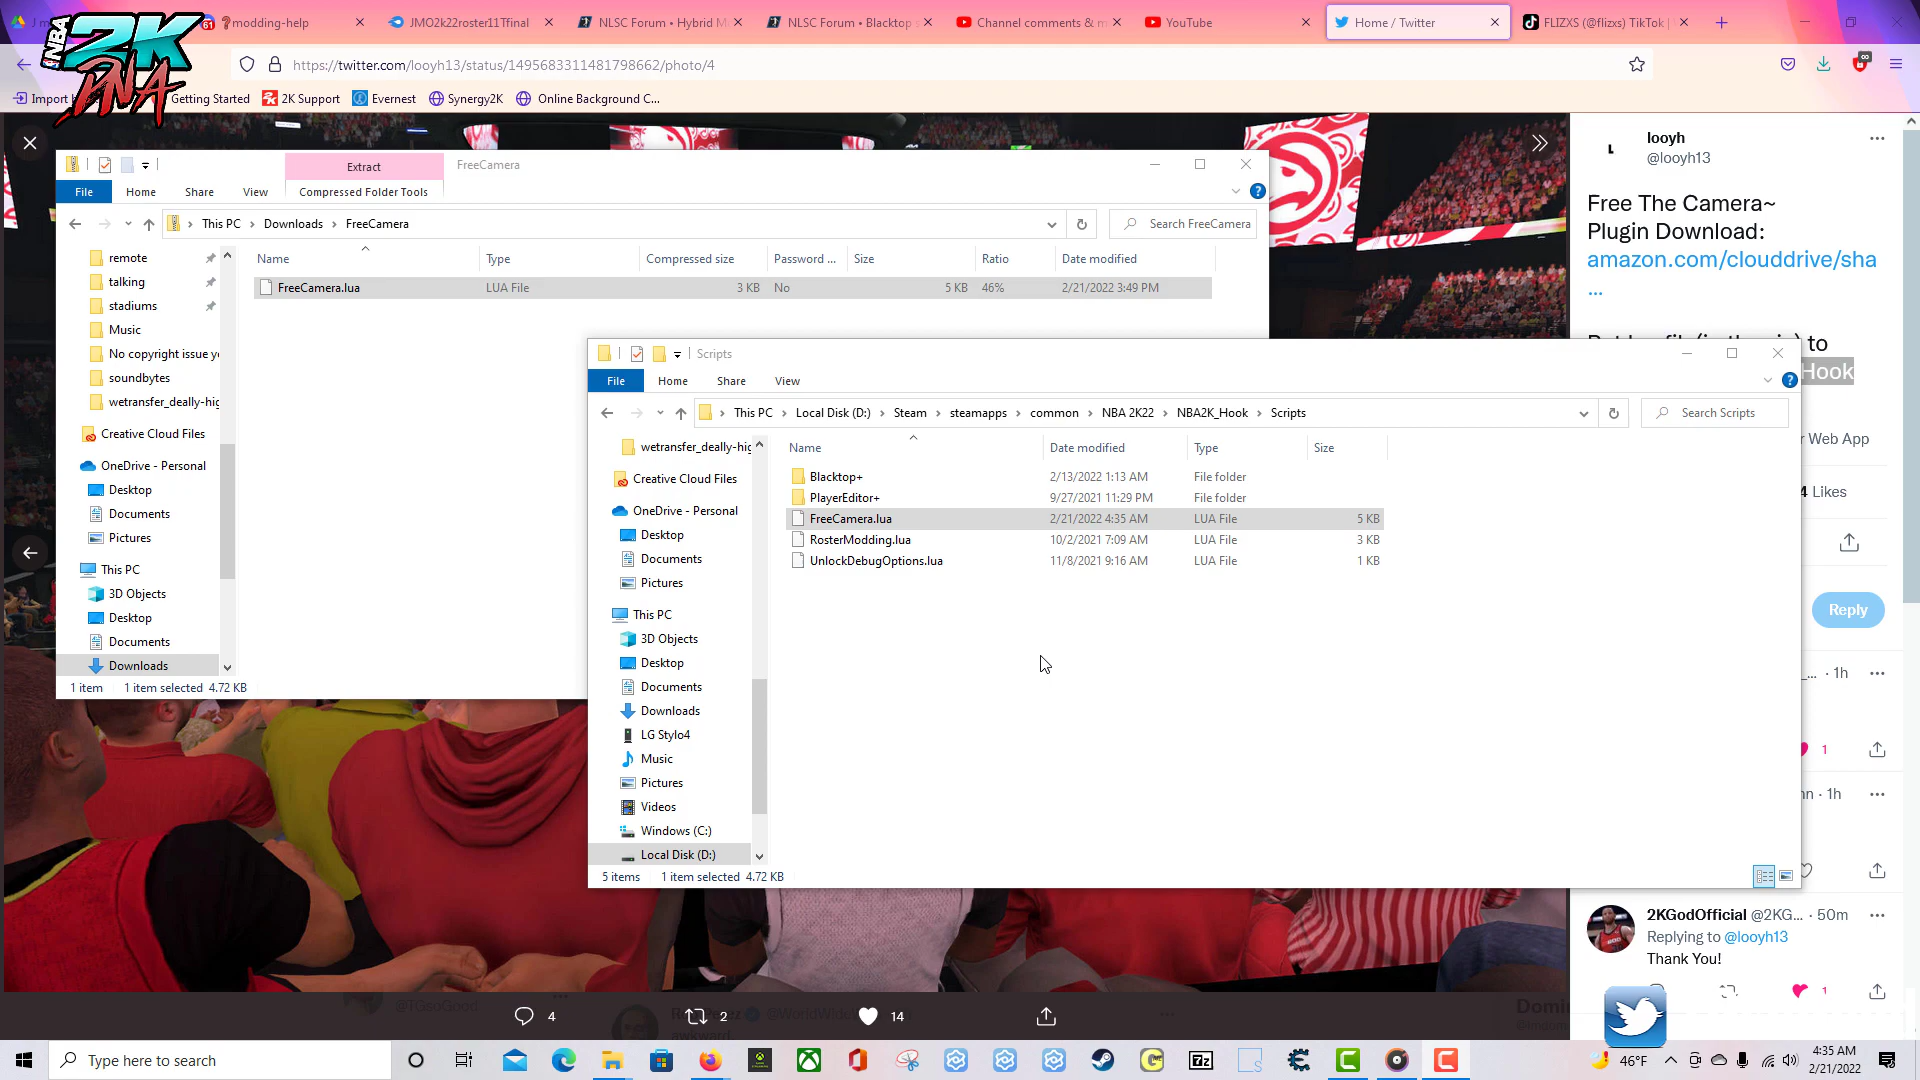 NBA 2K DNA
modding-help
JMO2k22roster11Tfinal
NLSC Forum • Hybrid M
NLSC Forum • Blacktop
Channel comments & m
YouTube
Home / Twitter
FLIZXS (@flizxs) TikTok |
https://twitter.com/looyh13/status/1495683311481798662/photo/4
Import
Getting Started
2K Support
Evernest
Synergy2K
Online Background C...
Extract
FreeCamera
File
Home
Share
View
Compressed Folder Tools
This PC
Downloads
FreeCamera
Search FreeCamera
Name
Type
Compressed size
Password ...
Size
Ratio
Date modified
FreeCamera.lua
LUA File
3 KB
No
5 KB
46%
2/21/2022 3:49 PM
remote
talking
stadiums
Music
No copyright issue y
soundbytes
wetransfer_deally-hig
Creative Cloud Files
OneDrive - Personal
Desktop
Documents
Pictures
This PC
3D Objects
Desktop
Documents
Downloads
1 item
1 item selected 4.72 KB
Scripts
File
Home
Share
View
This PC
Local Disk (D:)
Steam
steamapps
common
NBA 2K22
NBA2K_Hook
Scripts
Search Scripts
Name
Date modified
Type
Size
Blacktop+
2/13/2022 1:13 AM
File folder
PlayerEditor+
9/27/2021 11:29 PM
File folder
FreeCamera.lua
2/21/2022 4:35 AM
LUA File
5 KB
RosterModding.lua
10/2/2021 7:09 AM
LUA File
3 KB
UnlockDebugOptions.lua
11/8/2021 9:16 AM
LUA File
1 KB
wetransfer_deally-hig
Creative Cloud Files
OneDrive - Personal
Desktop
Documents
Pictures
This PC
3D Objects
Desktop
Documents
Downloads
LG Stylo4
Music
Pictures
Videos
Windows (C:)
Local Disk (D:)
5 items
1 item selected 4.72 KB
L
looyh
@looyh13
Free The Camera~
Plugin Download:
amazon.com/clouddrive/sha
...
to
Hook
r Web App
4 Likes
Reply
· 1h
1
nn · 1h
2KGodOfficial @2KG... · 50m
Replying to @looyh13
Thank You!
1
4
2
14
Type here to search
46°F
4:35 AM
2/21/2022